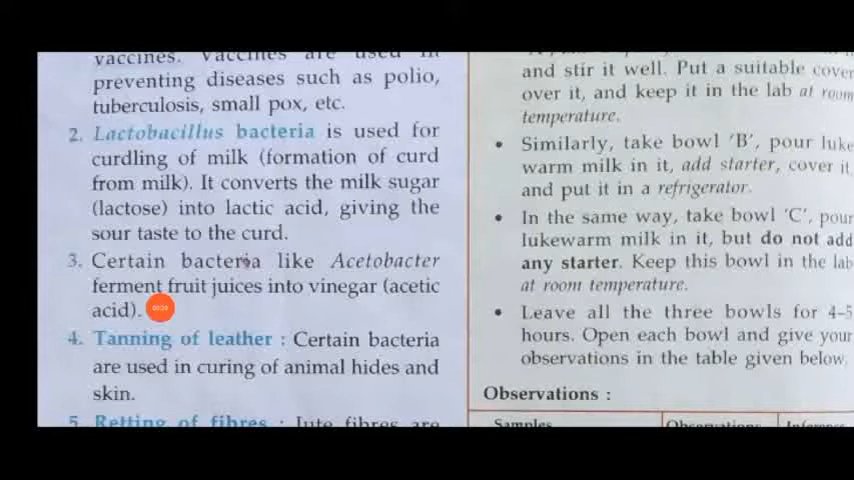 vaccines. Vaccines are used in
preventing diseases such as polio,
tuberculosis, small pox, etc.
2. Lactobacillus bacteria is used for
curdling of milk (formation of curd
from milk). It converts the milk sugar
(lactose) into lactic acid, giving the
sour taste to the curd.
3. Certain bacteria like Acetobacter
ferment fruit juices into vinegar (acetic
acid).
4. Tanning of leather : Certain bacteria
are used in curing of animal hides and
skin.
5. Retting of fibres : Jute fibres are
and stir it well. Put a suitable cover
over it, and keep it in the lab at room
temperature.
• Similarly, take bowl 'B', pour luke
warm milk in it, add starter, cover it
and put it in a refrigerator.
• In the same way, take bowl 'C', pour
lukewarm milk in it, but do not add
any starter. Keep this bowl in the lab
at room temperature.
• Leave all the three bowls for 4-5
hours. Open each bowl and give your
observations in the table given below.
Observations :
Samples Observations Inference